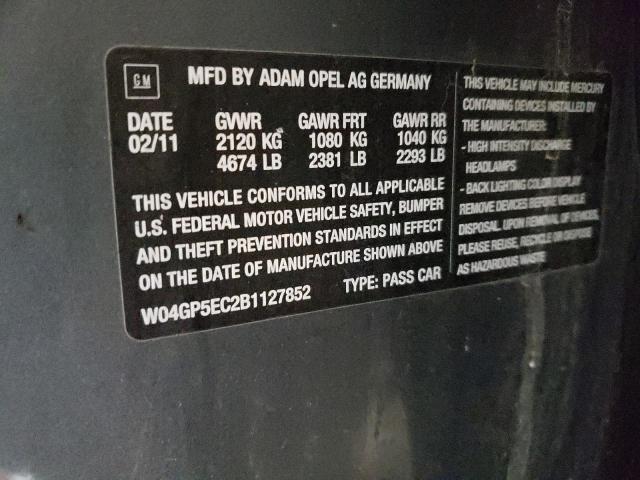 GM
MFD BY ADAM OPEL AG GERMANY
DATE GVWR GAWR FRT GAWR RR
02/11 2120 KG 1080 KG 1040 KG
4674 LB 2381 LB 2293 LB
THIS VEHICLE CONFORMS TO ALL APPLICABLE
U.S. FEDERAL MOTOR VEHICLE SAFETY, BUMPER
AND THEFT PREVENTION STANDARDS IN EFFECT
ON THE DATE OF MANUFACTURE SHOWN ABOVE
W04GP5EC2B1127852 TYPE: PASS CAR
THIS VEHICLE MAY INCLUDE MERCURY
CONTAINING DEVICES INSTALLED BY
THE MANUFACTURER:
- HIGH INTENSITY DISCHARGE
HEADLAMPS
- BACK LIGHTING COLOR DISPLAY
REMOVE DEVICES BEFORE VEHICLE
DISPOSAL. UPON REMOVAL OF DEVICES,
PLEASE REUSE, RECYCLE OR DISPOSE
AS HAZARDOUS WASTE